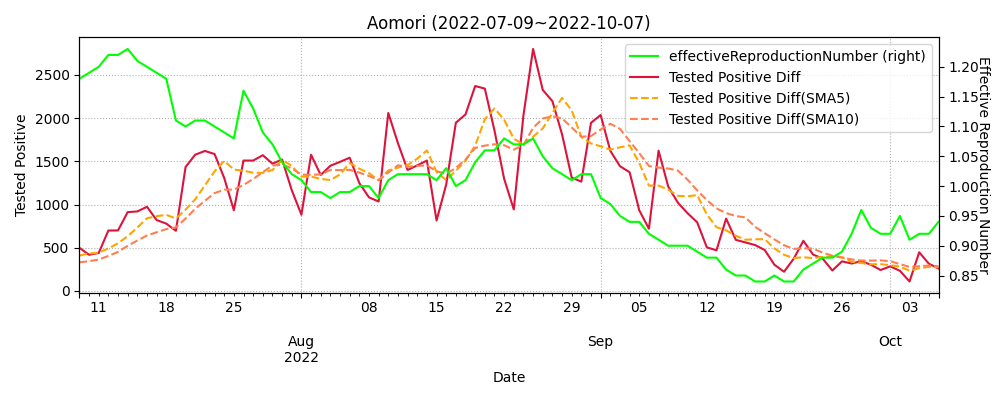 Aomori (2022-07-09~2022-10-07)
effectiveReproductionNumber (right)
Tested Positive Diff
Tested Positive Diff(SMA5)
Tested Positive Diff(SMA10)
Tested Positive
2500
2000
1500
1000
500
0
Effective Reproduction Number
1.20
1.15
1.10
1.05
1.00
0.95
0.90
0.85
11 18 25 08 15 22 29 05 12 19 26 03
Aug Sep Oct
2022
Date